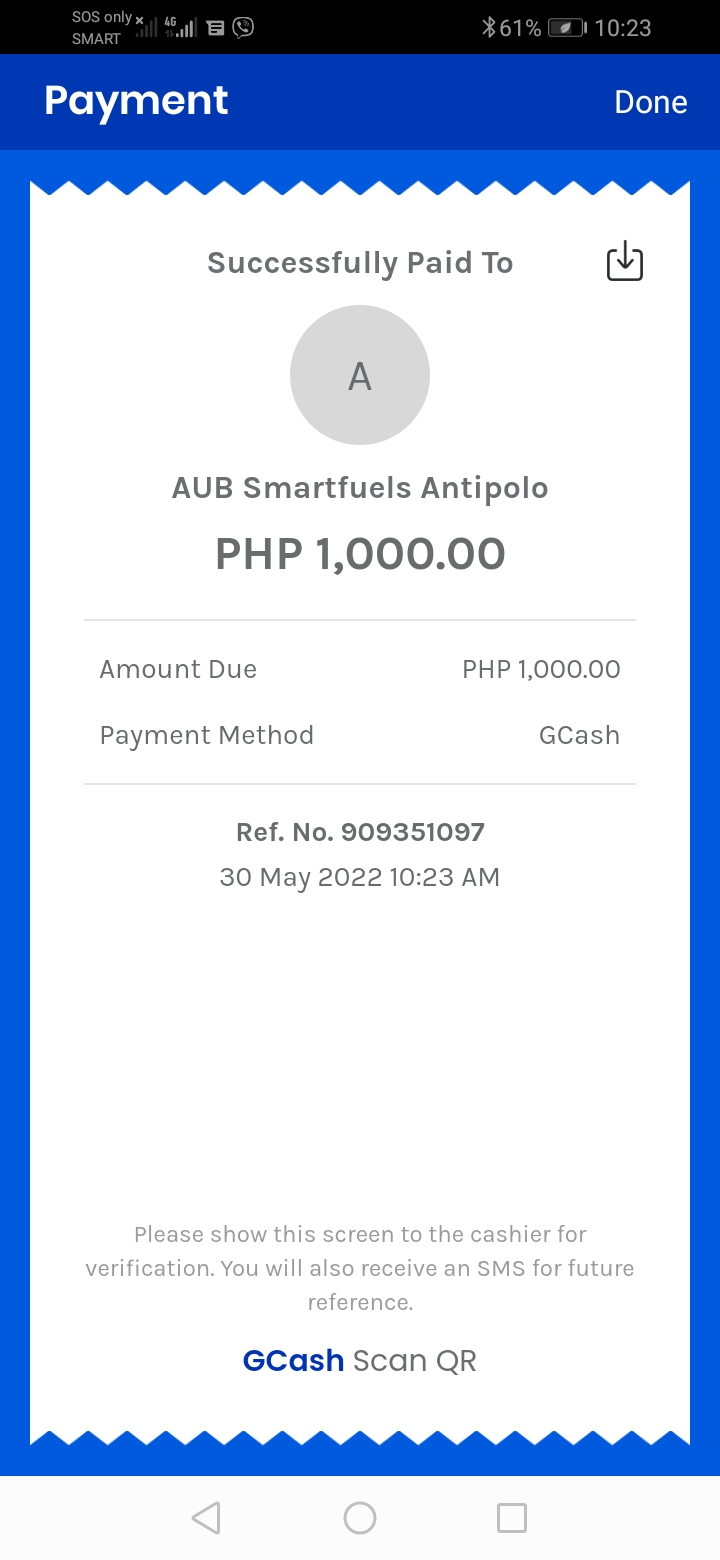 SOS only
SMART
4G
61% 10:23
Payment
Done
Successfully Paid To
A
AUB Smartfuels Antipolo
PHP 1,000.00
Amount Due PHP 1,000.00
Payment Method GCash
Ref. No. 909351097
30 May 2022 10:23 AM
Please show this screen to the cashier for
verification. You will also receive an SMS for future
reference.
GCash Scan QR